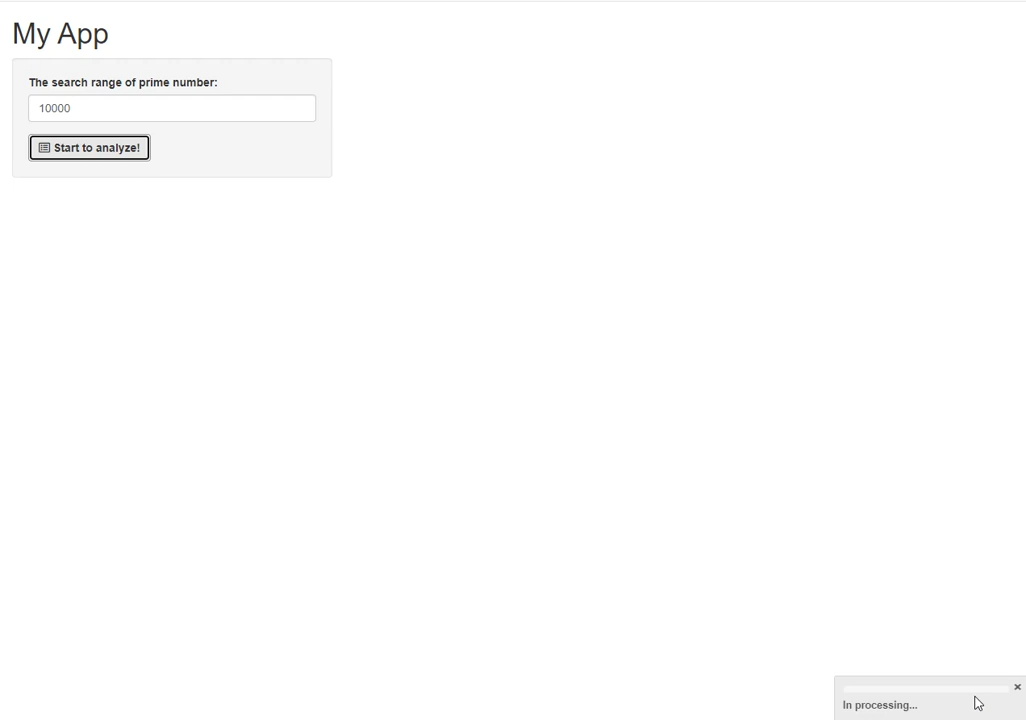 My App
The search range of prime number:
10000
Start to analyze!
In processing...